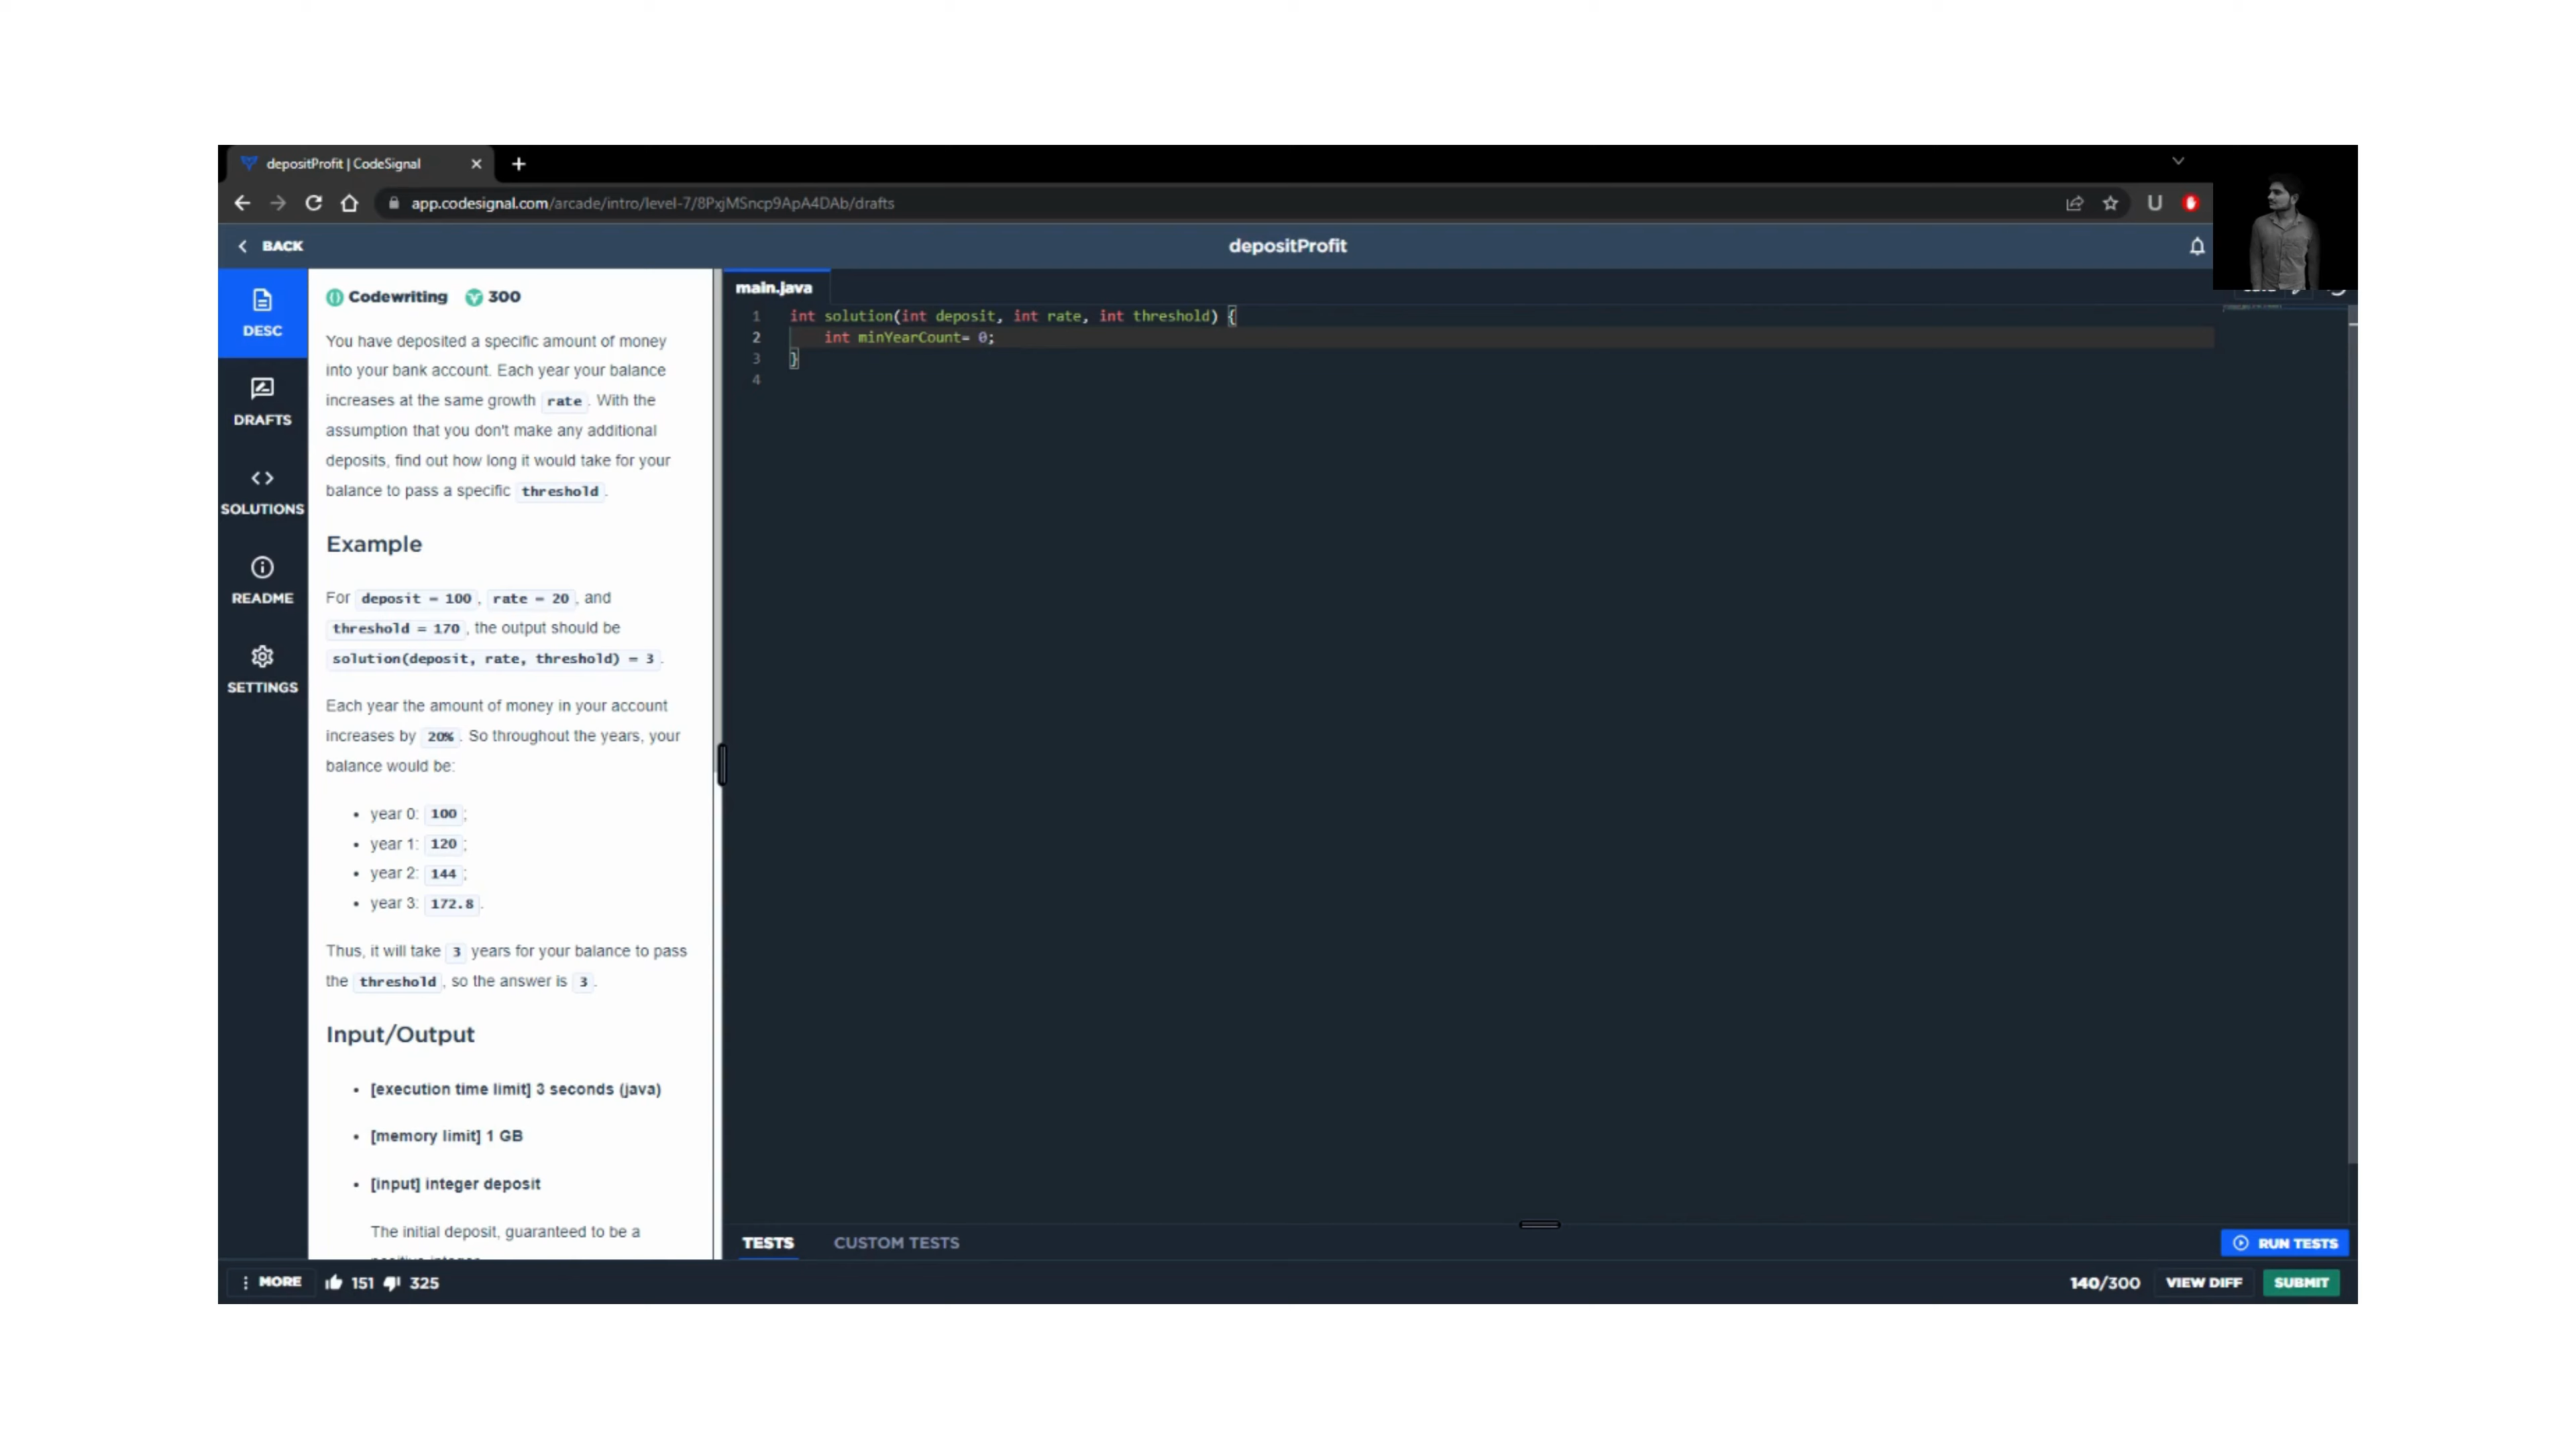 depositProfit | CodeSignal
app.codesignal.com/arcade/intro/level-7/8PxjMSncp9ApA4DAb/drafts
U
BACK
depositProfit
DESC
DRAFTS
SOLUTIONS
README
SETTINGS
Codewriting 300
You have deposited a specific amount of money
into your bank account. Each year your balance
increases at the same growth rate . With the
assumption that you don't make any additional
deposits, find out how long it would take for your
balance to pass a specific threshold .
Example
For deposit = 100 , rate = 20 , and
threshold = 170 , the output should be
solution(deposit, rate, threshold) = 3 .
Each year the amount of money in your account
increases by 20% . So throughout the years, your
balance would be:
• year 0: 100 ;
• year 1: 120 ;
• year 2: 144 ;
• year 3: 172.8 .
Thus, it will take 3 years for your balance to pass
the threshold , so the answer is 3 .
Input/Output
• [execution time limit] 3 seconds (java)
• [memory limit] 1 GB
• [input] integer deposit
The initial deposit, guaranteed to be a
main.java
1 int solution(int deposit, int rate, int threshold) {
2 int minYearCount= 0;
3 }
4
TESTS CUSTOM TESTS
RUN TESTS
MORE 151 325
140/300 VIEW DIFF SUBMIT